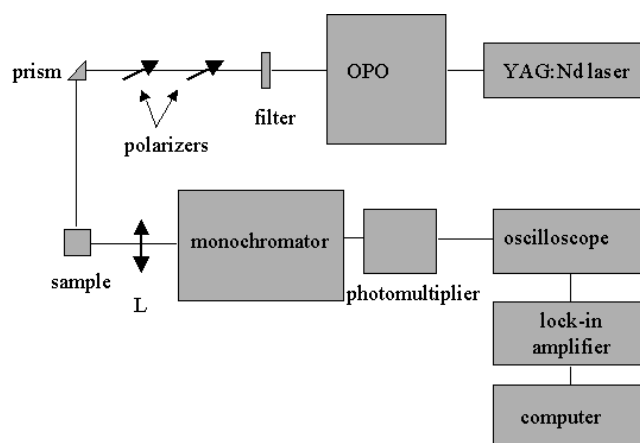 prism
OPO
YAG:Nd laser
filter
polarizers
monochromator
oscilloscope
sample
L
photomultiplier
lock-in
amplifier
computer